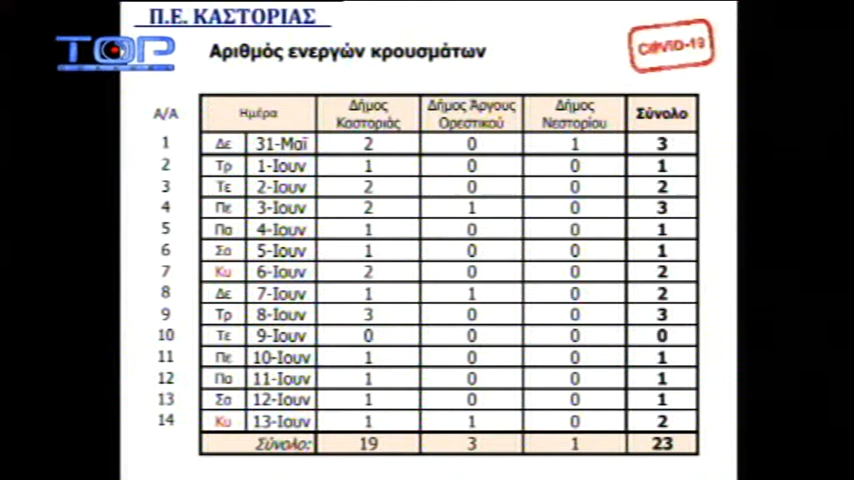 Π.Ε. ΚΑΣΤΟΡΙΑΣ
TOP
Αριθμός ενεργών κρουσμάτων
COVID-19
Α/Α Ημέρα Δήμος Καστοριάς Δήμος Άργους Ορεστικού Δήμος Νεστορίου Σύνολο
1 Δε 31-Μαϊ 2 0 1 3
2 Τρ 1-Ιουν 1 0 0 1
3 Τε 2-Ιουν 2 0 0 2
4 Πε 3-Ιουν 2 1 0 3
5 Πα 4-Ιουν 1 0 0 1
6 Σα 5-Ιουν 1 0 0 1
7 Κυ 6-Ιουν 2 0 0 2
8 Δε 7-Ιουν 1 1 0 2
9 Τρ 8-Ιουν 3 0 0 3
10 Τε 9-Ιουν 0 0 0 0
11 Πε 10-Ιουν 1 0 0 1
12 Πα 11-Ιουν 1 0 0 1
13 Σα 12-Ιουν 1 0 0 1
14 Κυ 13-Ιουν 1 1 0 2
Σύνολο: 19 3 1 23